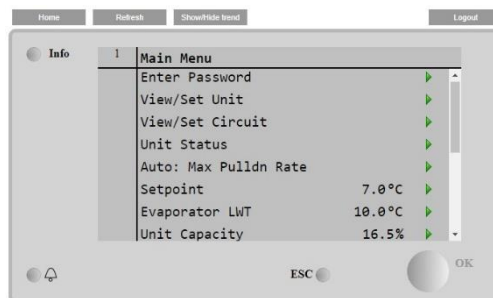 Home Refresh Show/Hide trend Logout
Info
1 Main Menu
Enter Password
View/Set Unit
View/Set Circuit
Unit Status
Auto: Max Pulldn Rate
Setpoint 7.0°C
Evaporator LWT 10.0°C
Unit Capacity 16.5%
ESC OK